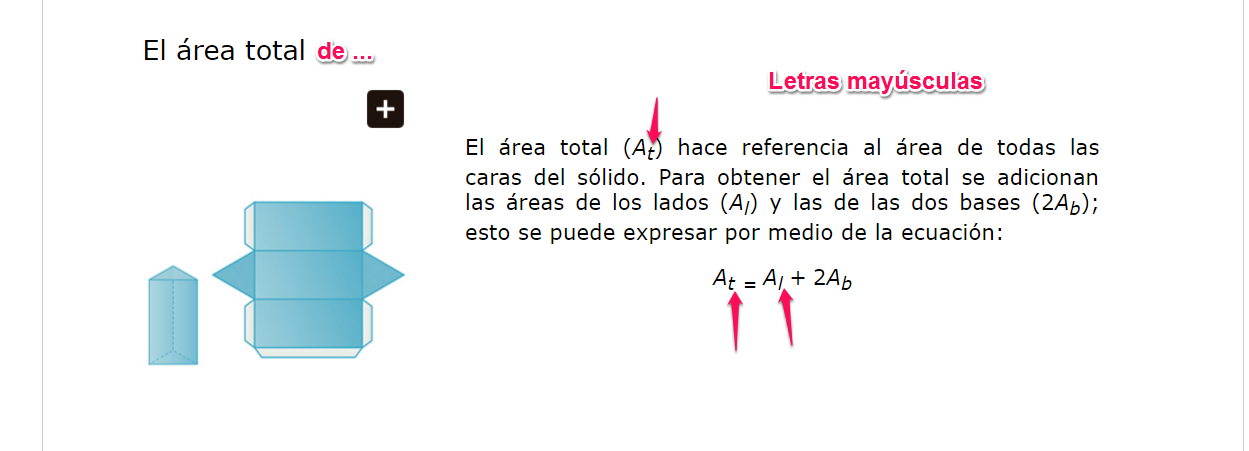 El área total de ...
Letras mayúsculas
+
El área total (Aₜ) hace referencia al área de todas las
caras del sólido. Para obtener el área total se adicionan
las áreas de los lados (Aₗ) y las de las dos bases (2A_b);
esto se puede expresar por medio de la ecuación:
Aₜ = Aₗ + 2A_b